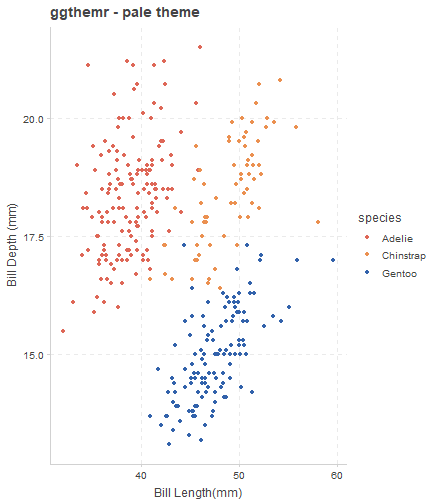 ggthemr - pale theme
Bill Depth (mm)
20.0
17.5
15.0
40
50
60
Bill Length(mm)
species
Adelie
Chinstrap
Gentoo